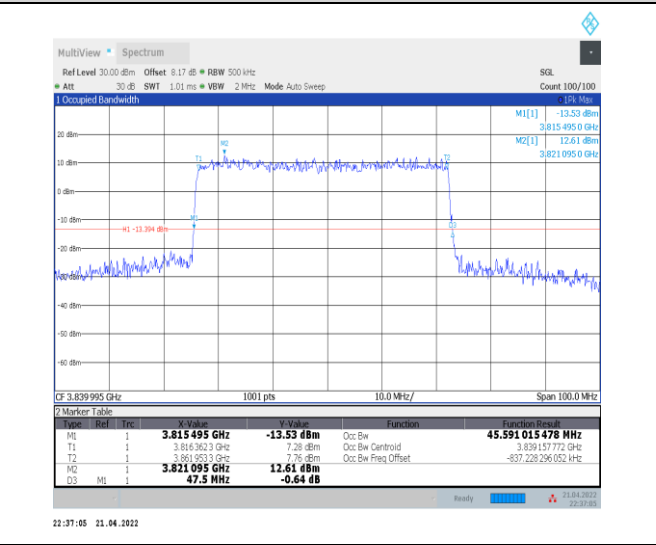 MultiView Spectrum
Ref Level 30.00 dBm Offset 8.17 dB RBW 500 kHz SGL
Att 30 dB SWT 1.01 ms VBW 2 MHz Mode Auto Sweep Count 100/100
1 Occupied Bandwidth 1Pk Max
M1[1] -13.53 dBm
3.815 495 0 GHz
M2[1] 12.61 dBm
3.821 095 0 GHz
20 dBm
M2
T1 T2
10 dBm
0 dBm
-10 dBm
M1
H1 -13.394 dBm
D3
-20 dBm
-30 dBm
-40 dBm
-50 dBm
-60 dBm
CF 3.839 995 GHz 1001 pts 10.0 MHz/ Span 100.0 MHz
2 Marker Table
Type Ref Trc X-Value Y-Value Function Function Result
M1 1 3.815 495 GHz -13.53 dBm Occ Bw 45.591 015 478 MHz
T1 1 3.816 362 3 GHz 7.28 dBm Occ Bw Centroid 3.839 157 772 GHz
T2 1 3.861 953 3 GHz 7.76 dBm Occ Bw Freq Offset -837.228 296 052 kHz
M2 1 3.821 095 GHz 12.61 dBm
D3 M1 1 47.5 MHz -0.64 dB
Ready 21.04.2022
22:37:05
22:37:05 21.04.2022